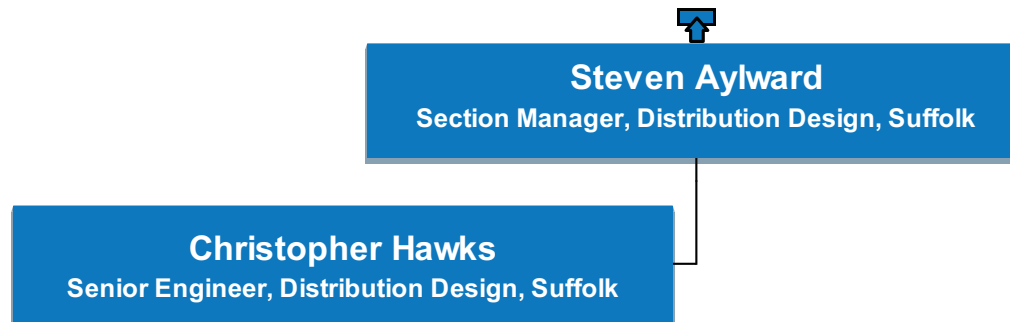 Steven Aylward
Section Manager, Distribution Design, Suffolk
Christopher Hawks
Senior Engineer, Distribution Design, Suffolk